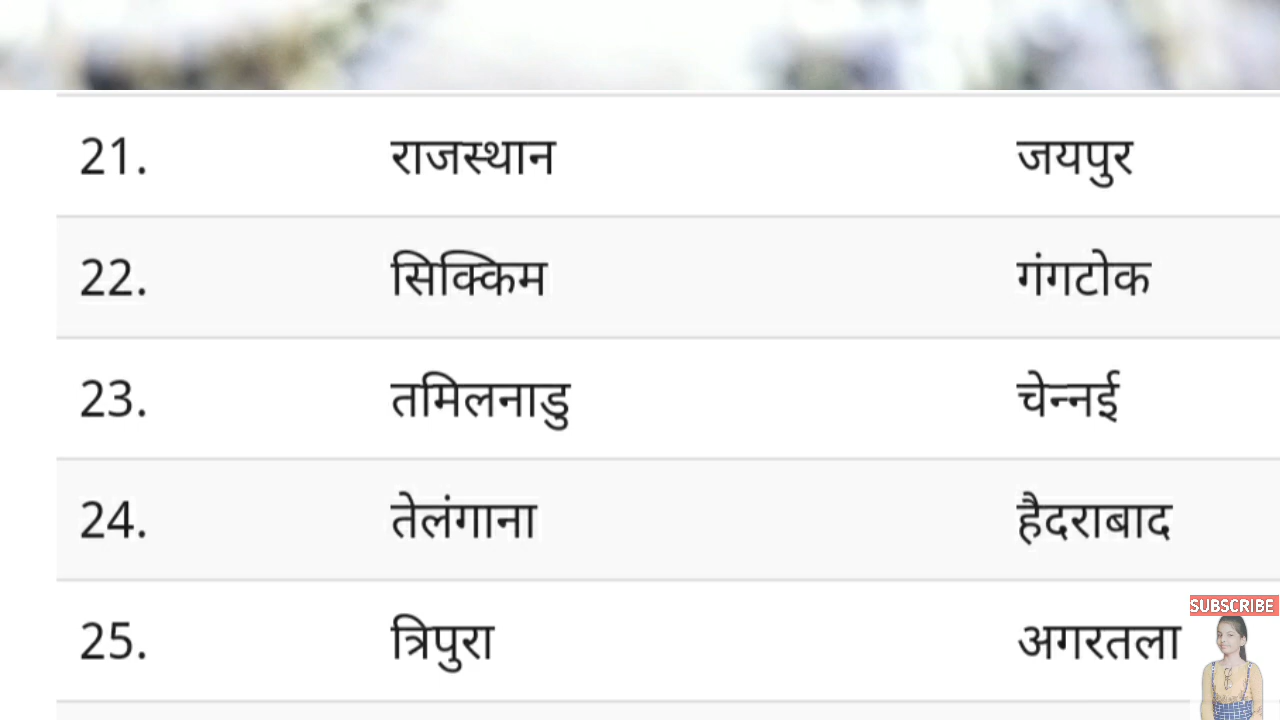 21. राजस्थान जयपुर
22. सिक्किम गंगटोक
23. तमिलनाडु चेन्नई
24. तेलंगाना हैदराबाद
25. त्रिपुरा अगरतला
SUBSCRIBE